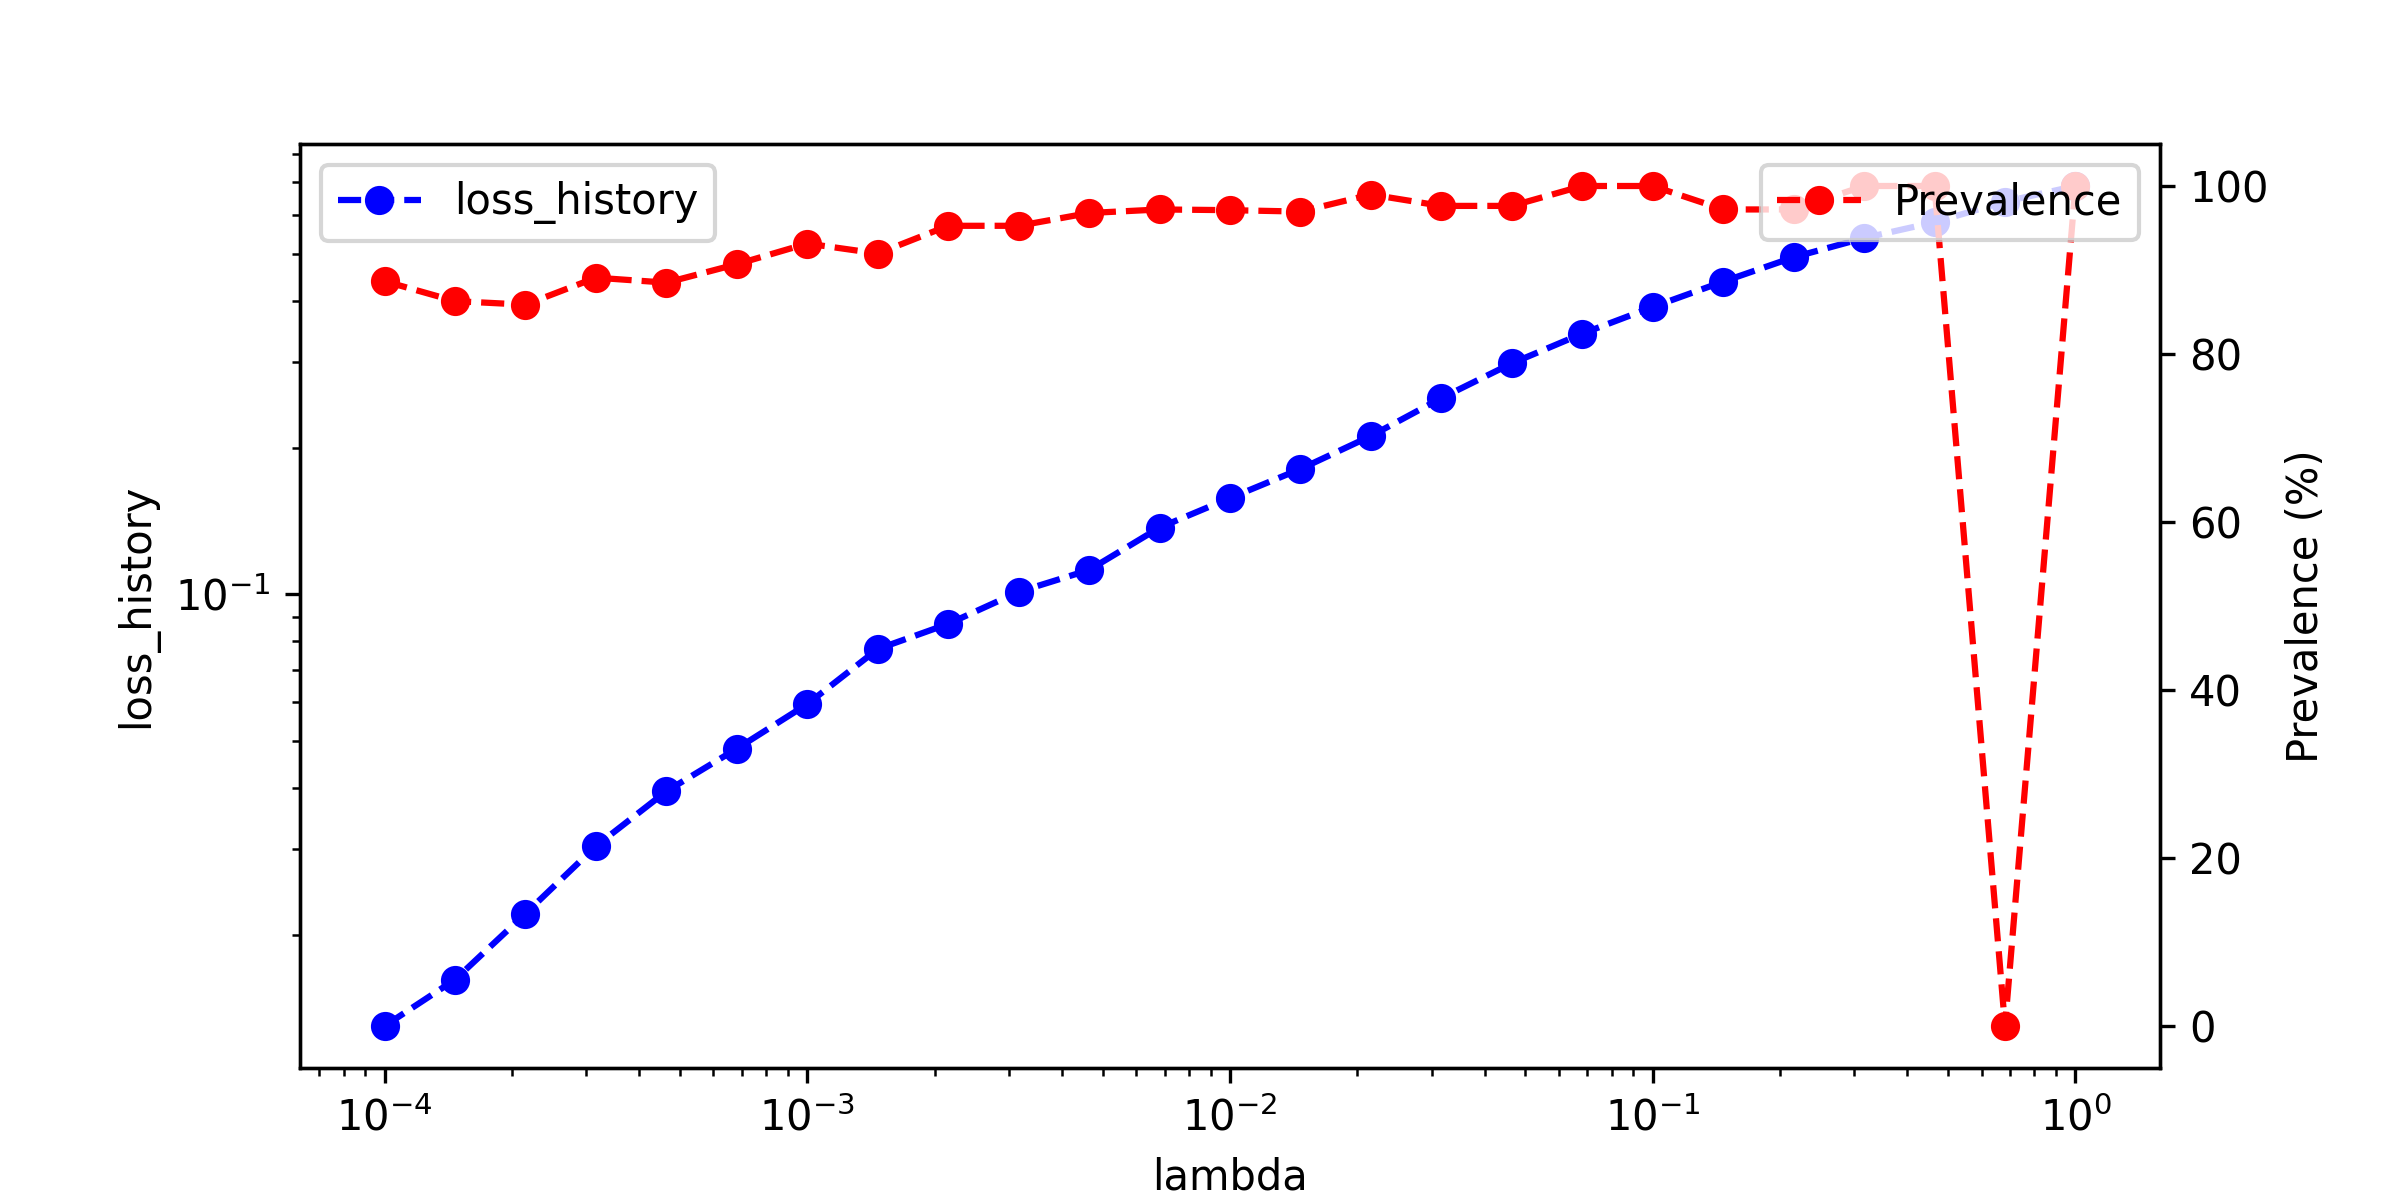 loss_history
Prevalence
loss_history
10⁻¹
100
80
60
40
20
0
Prevalence (%)
10⁻⁴ 10⁻³ 10⁻² 10⁻¹ 10⁰
lambda